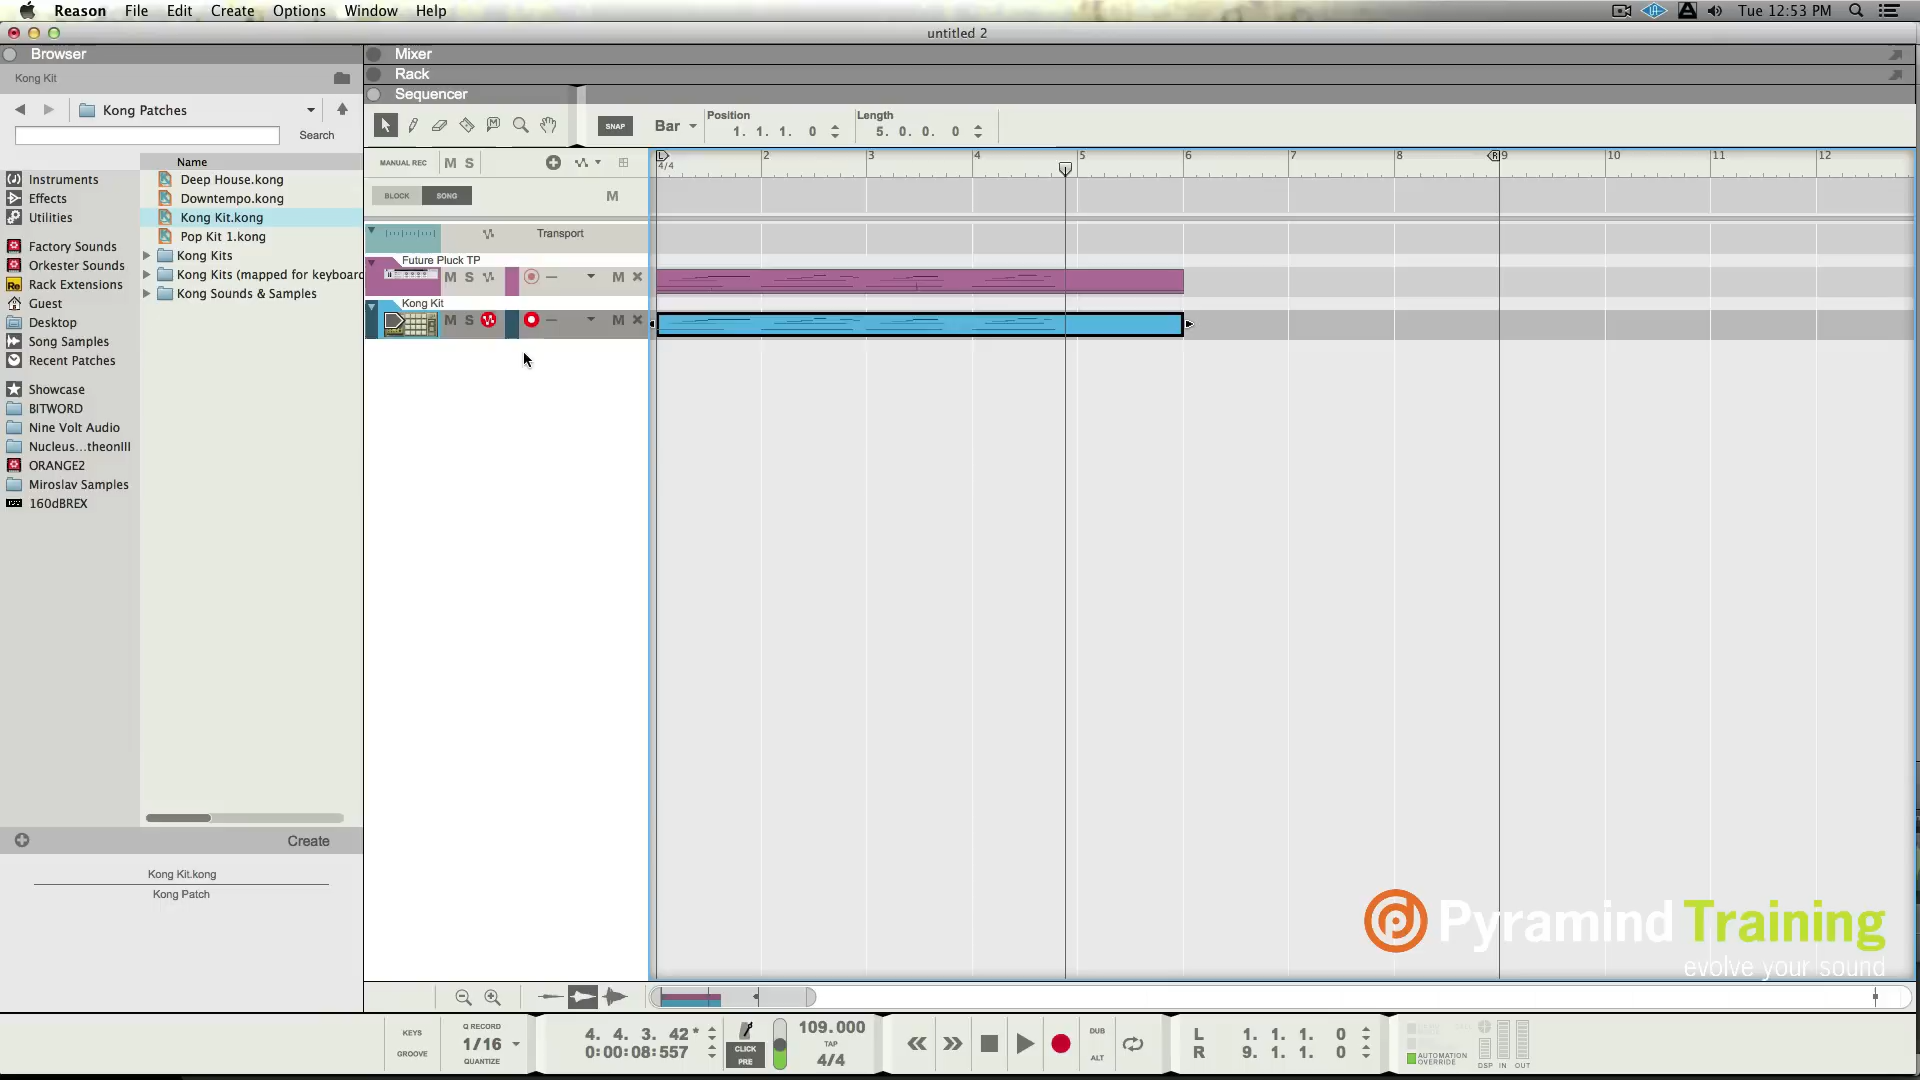 Reason File Edit Create Options Window Help
Tue 12:53 PM
untitled 2
Browser
Mixer
Kong Kit
Rack
Sequencer
Kong Patches
Search
SNAP
Bar
Position
1. 1. 1. 0
Length
5. 0. 0. 0
Name
MANUAL REC M S
4/4
2 3 4 5 6 7 8 R 9 10 11 12
L
Instruments
Effects
Utilities
Factory Sounds
Orkester Sounds
Rack Extensions
Guest
Desktop
Song Samples
Recent Patches
Showcase
BITWORD
Nine Volt Audio
Nucleus...theonIII
ORANGE2
Miroslav Samples
160dBREX
Deep House.kong
Downtempo.kong
Kong Kit.kong
Pop Kit 1.kong
Kong Kits
Kong Kits (mapped for keyboard
Kong Sounds & Samples
BLOCK SONG M
Transport
Future Pluck TP
M S M
Kong Kit
M S M
Create
Kong Kit.kong
Kong Patch
Pyramind Training
evolve your sound
KEYS
GROOVE
Q RECORD
1/16
QUANTIZE
4. 4. 3. 42*
0:00:08:557
CLICK
PRE
109.000
TAP
4/4
DUB
ALT
L 1. 1. 1. 0
R 9. 1. 1. 0
AUTOMATION
OVERRIDE
DSP IN OUT